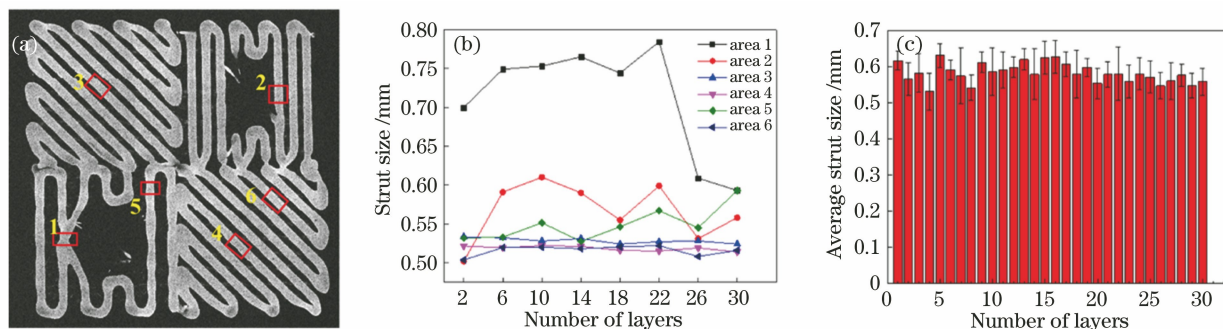 (a)
3
2
5
6
1
4
(b)
Strut size /mm
0.80
0.75
0.70
0.65
0.60
0.55
0.50
2 6 10 14 18 22 26 30
Number of layers
area 1
area 2
area 3
area 4
area 5
area 6
(c)
Average strut size /mm
0.7
0.6
0.5
0.4
0.3
0.2
0.1
0
0 5 10 15 20 25 30
Number of layers